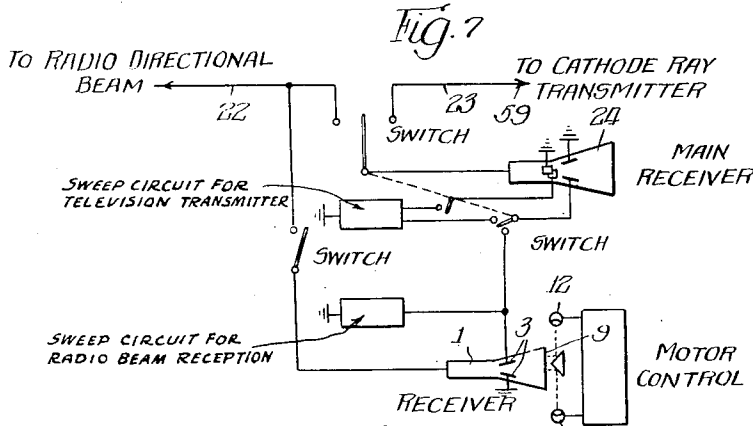 Fig. 7
TO RADIO DIRECTIONAL
BEAM
22
23
59
TO CATHODE RAY
TRANSMITTER
24
SWITCH
MAIN
RECEIVER
SWEEP CIRCUIT FOR
TELEVISION TRANSMITTER
SWITCH
SWITCH
12
SWEEP CIRCUIT FOR
RADIO BEAM RECEPTION
1
3
9
RECEIVER
MOTOR
CONTROL